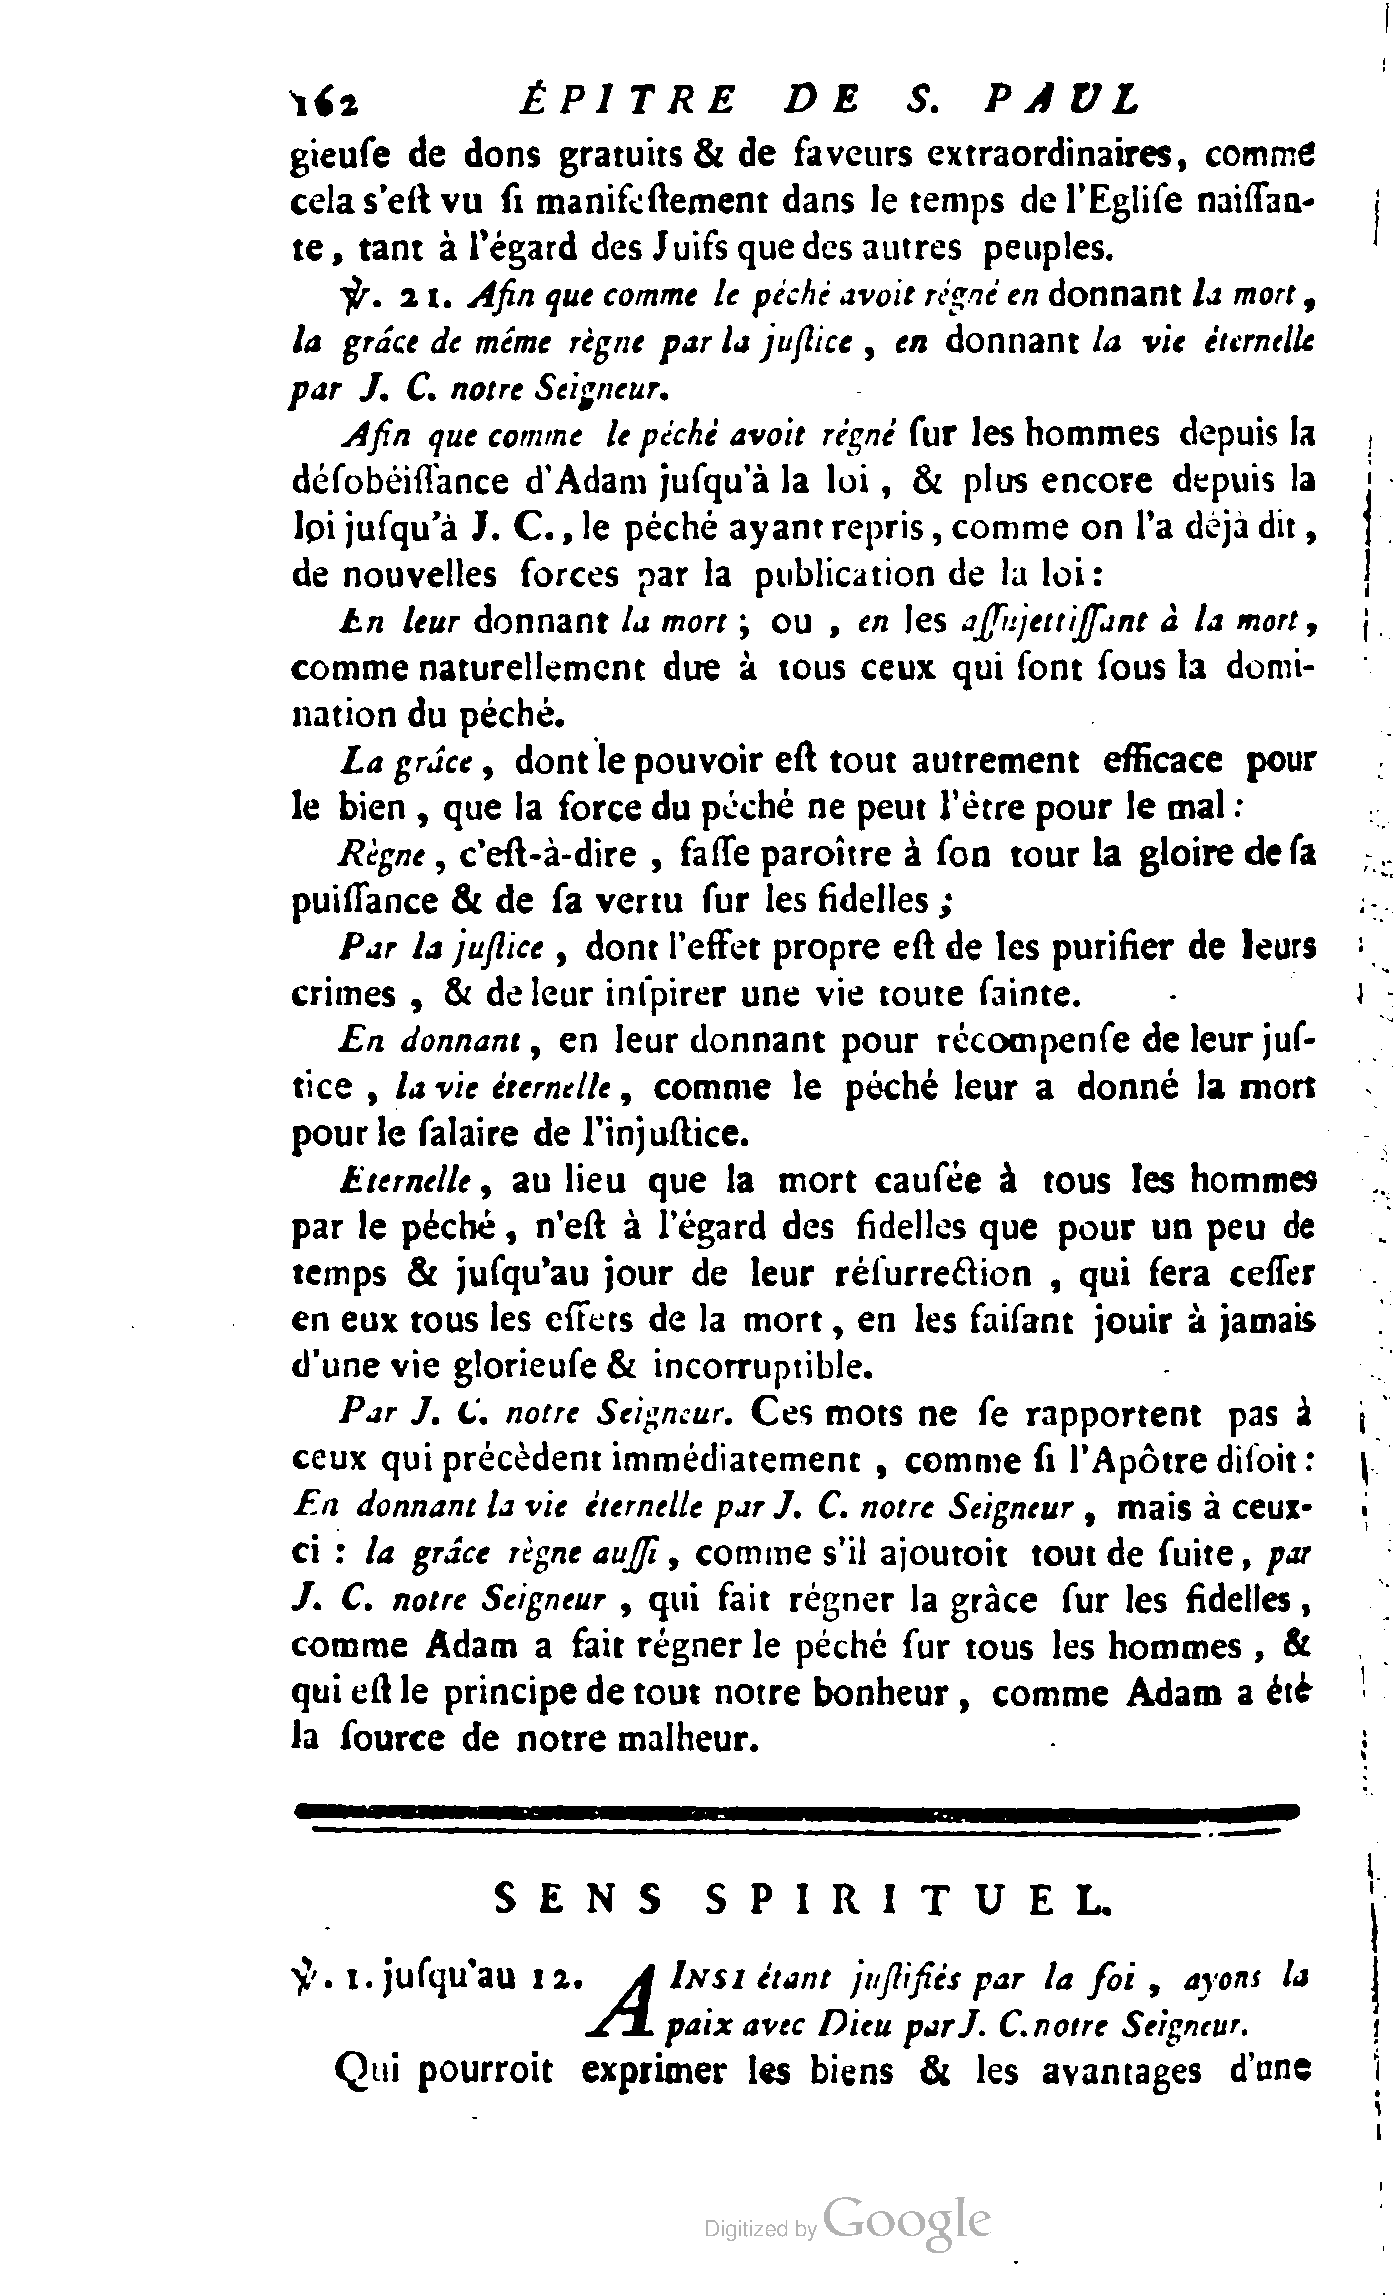 162 ÉPITRE DE S. PAUL
gieuſe de dons gratuits & de faveurs extraordinaires, comme
cela s'eſt vu ſi manifeſtement dans le temps de l'Egliſe naiſſan-
te, tant à l'égard des Juifs que des autres peuples.
℣. 21. Afin que comme le péché avoit régné en donnant la mort,
la grâce de même règne par la juſtice, en donnant la vie éternelle
par J. C. notre Seigneur.
Afin que comme le péché avoit régné ſur les hommes depuis la
déſobéiſſance d'Adam juſqu'à la loi, & plus encore depuis la
loi juſqu'à J. C., le péché ayant repris, comme on l'a déjà dit,
de nouvelles forces par la publication de la loi:
En leur donnant la mort; ou, en les aſſujettiſſant à la mort,
comme naturellement due à tous ceux qui ſont ſous la domi-
nation du péché.
La grâce, dont le pouvoir eſt tout autrement efficace pour
le bien, que la force du péché ne peut l'être pour le mal:
Règne, c'eſt-à-dire, faſſe paroître à ſon tour la gloire de ſa
puiſſance & de ſa vertu ſur les fidelles;
Par la juſtice, dont l'effet propre eſt de les purifier de leurs
crimes, & de leur inſpirer une vie toute ſainte.
En donnant, en leur donnant pour récompenſe de leur juſ-
tice, la vie éternelle, comme le péché leur a donné la mort
pour le ſalaire de l'injuſtice.
Eternelle, au lieu que la mort cauſée à tous les hommes
par le péché, n'eſt à l'égard des fidelles que pour un peu de
temps & juſqu'au jour de leur réſurrection, qui fera ceſſer
en eux tous les effets de la mort, en les faiſant jouir à jamais
d'une vie glorieuſe & incorruptible.
Par J. C. notre Seigneur. Ces mots ne ſe rapportent pas à
ceux qui précèdent immédiatement, comme ſi l'Apôtre diſoit:
En donnant la vie éternelle par J. C. notre Seigneur, mais à ceux-
ci: la grâce règne auſſi, comme s'il ajoutoit tout de ſuite, par
J. C. notre Seigneur, qui fait régner la grâce ſur les fidelles,
comme Adam a fait régner le péché ſur tous les hommes, &
qui eſt le principe de tout notre bonheur, comme Adam a été
la ſource de notre malheur.
SENS SPIRITUEL.
℣. 1. juſqu'au 12. AINSI étant juſtifiés par la foi, ayons la
paix avec Dieu par J. C. notre Seigneur.
Qui pourroit exprimer les biens & les avantages d'une
Digitized by Google